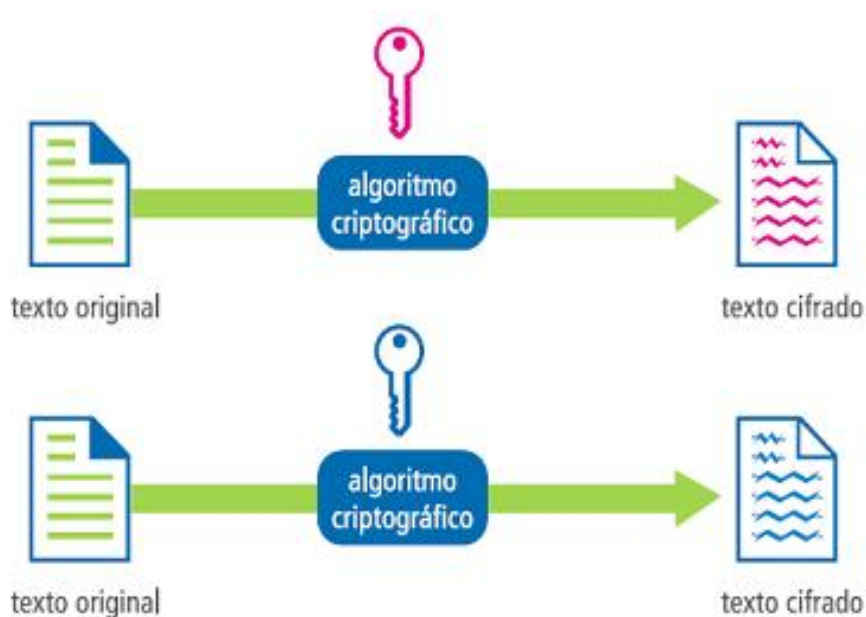 algoritmo
criptográfico
texto original
texto cifrado
algoritmo
criptográfico
texto original
texto cifrado